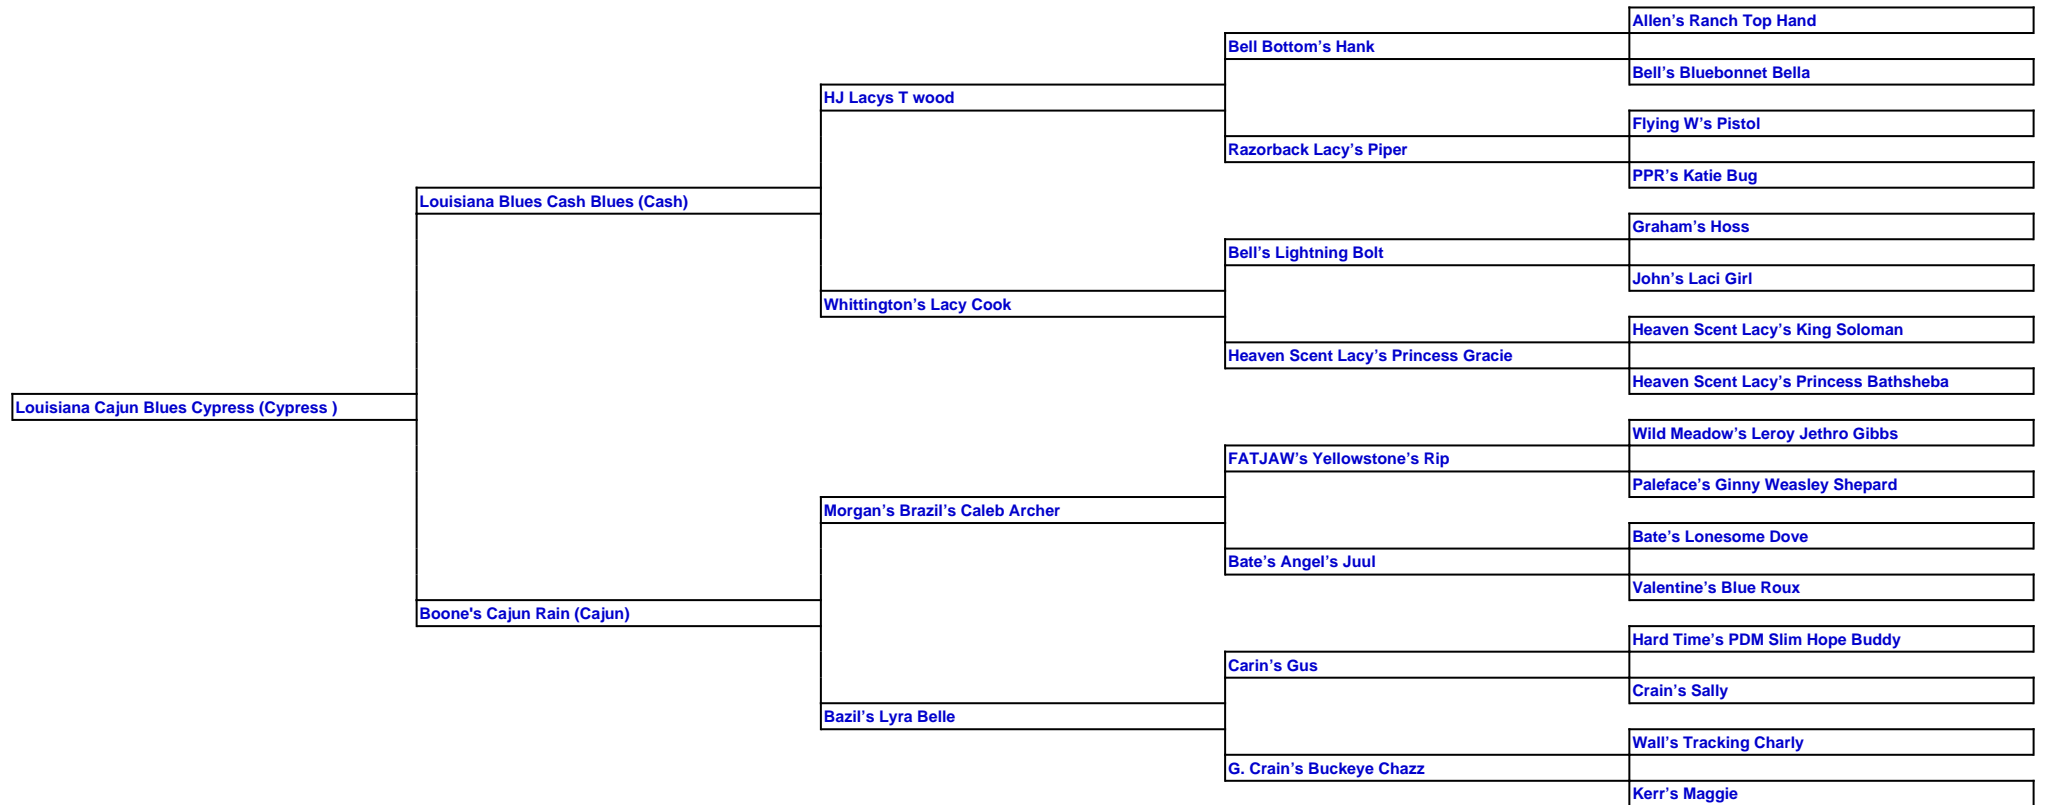 Allen’s Ranch Top Hand
Bell Bottom’s Hank
Bell’s Bluebonnet Bella
HJ Lacys T wood
Flying W’s Pistol
Razorback Lacy’s Piper
PPR’s Katie Bug
Louisiana Blues Cash Blues (Cash)
Graham’s Hoss
Bell’s Lightning Bolt
John’s Laci Girl
Whittington’s Lacy Cook
Heaven Scent Lacy’s King Soloman
Heaven Scent Lacy’s Princess Gracie
Heaven Scent Lacy’s Princess Bathsheba
Louisiana Cajun Blues Cypress (Cypress )
Wild Meadow’s Leroy Jethro Gibbs
FATJAW’s Yellowstone’s Rip
Paleface’s Ginny Weasley Shepard
Morgan’s Brazil’s Caleb Archer
Bate’s Lonesome Dove
Bate’s Angel’s Juul
Valentine’s Blue Roux
Boone's Cajun Rain (Cajun)
Hard Time’s PDM Slim Hope Buddy
Carin’s Gus
Crain’s Sally
Bazil’s Lyra Belle
Wall’s Tracking Charly
G. Crain’s Buckeye Chazz
Kerr’s Maggie